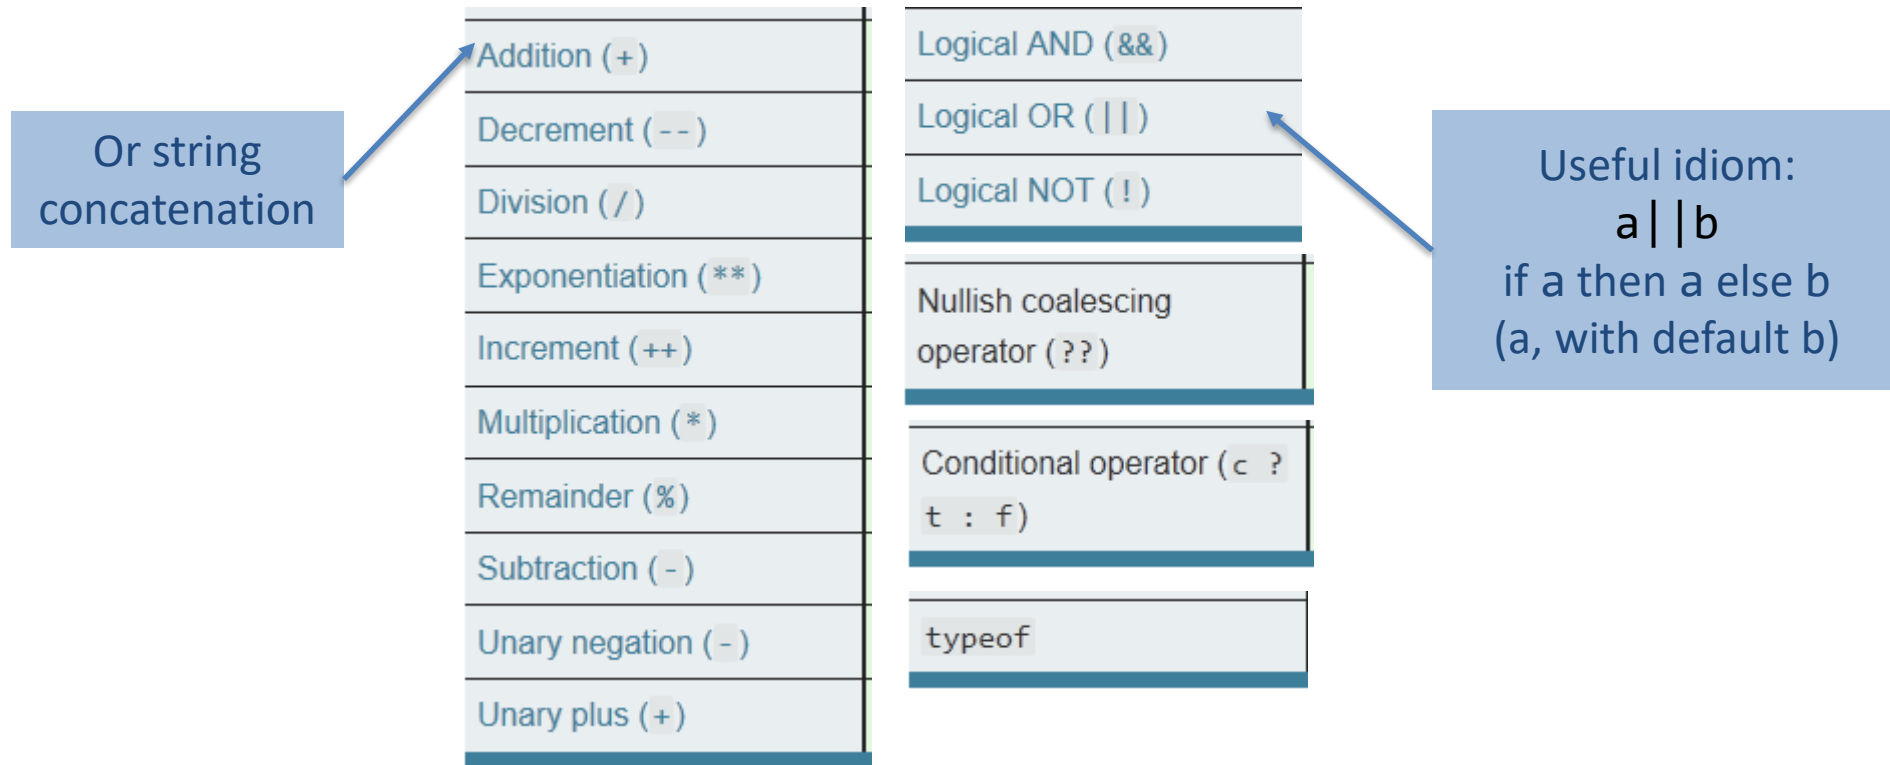 Or string
concatenation
Addition (+)
Decrement (--)
Division (/)
Exponentiation (**)
Increment (++)
Multiplication (*)
Remainder (%)
Subtraction (-)
Unary negation (-)
Unary plus (+)
Logical AND (&&)
Logical OR (||)
Logical NOT (!)
Nullish coalescing
operator (??)
Conditional operator (c ?
t : f)
typeof
Useful idiom:
a||b
if a then a else b
(a, with default b)